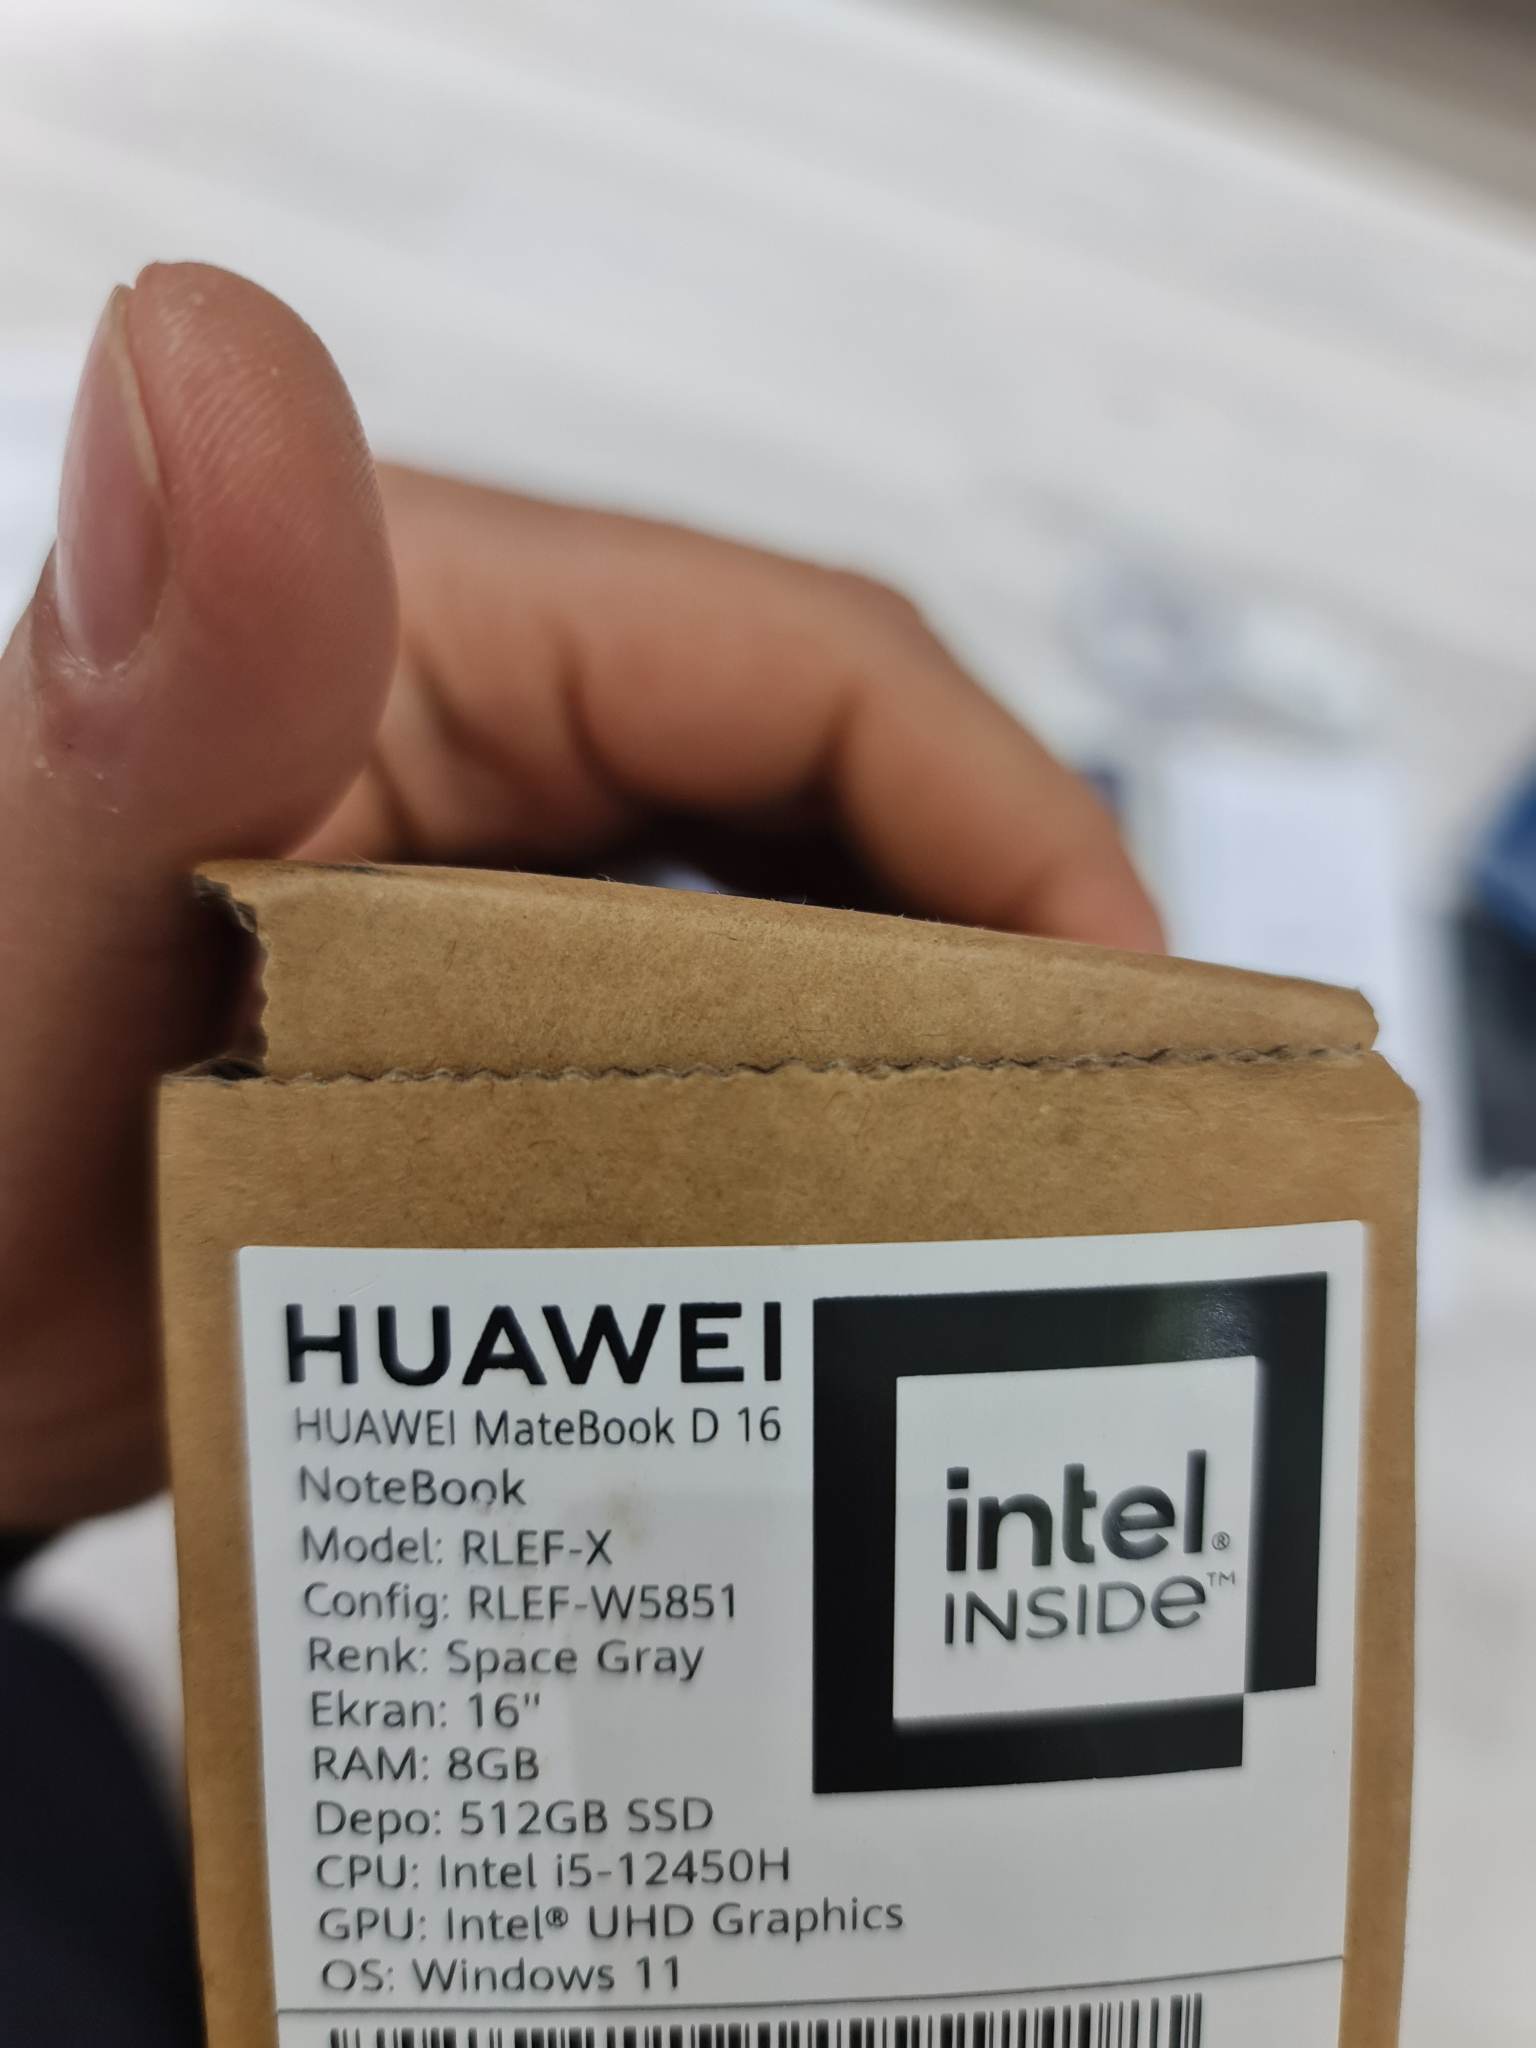 HUAWEI
HUAWEI MateBook D 16
NoteBook
Model: RLEF-X
Config: RLEF-W5851
Renk: Space Gray
Ekran: 16"
RAM: 8GB
Depo: 512GB SSD
CPU: Intel i5-12450H
GPU: Intel® UHD Graphics
OS: Windows 11
intel®
INSIDe™